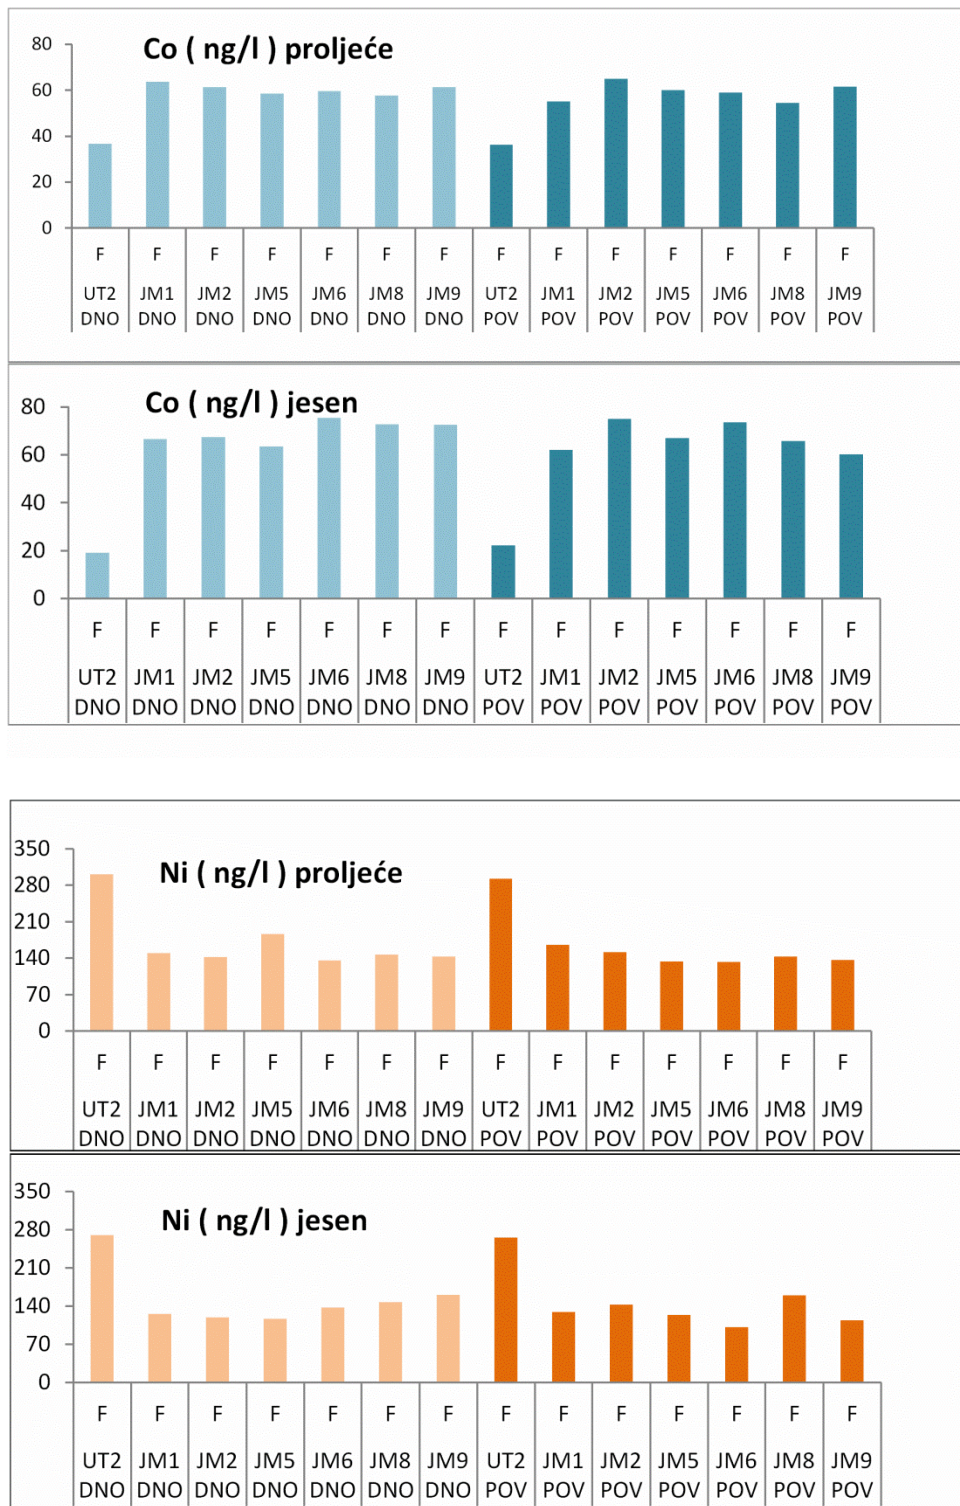 Co ( ng/l ) proljeće
80
60
40
20
0
F F F F F F F F F F F F F F
UT2 JM1 JM2 JM5 JM6 JM8 JM9 UT2 JM1 JM2 JM5 JM6 JM8 JM9
DNO DNO DNO DNO DNO DNO DNO POV POV POV POV POV POV POV
Co ( ng/l ) jesen
80
60
40
20
0
F F F F F F F F F F F F F F
UT2 JM1 JM2 JM5 JM6 JM8 JM9 UT2 JM1 JM2 JM5 JM6 JM8 JM9
DNO DNO DNO DNO DNO DNO DNO POV POV POV POV POV POV POV
Ni ( ng/l ) proljeće
350
280
210
140
70
0
F F F F F F F F F F F F F F
UT2 JM1 JM2 JM5 JM6 JM8 JM9 UT2 JM1 JM2 JM5 JM6 JM8 JM9
DNO DNO DNO DNO DNO DNO DNO POV POV POV POV POV POV POV
Ni ( ng/l ) jesen
350
280
210
140
70
0
F F F F F F F F F F F F F F
UT2 JM1 JM2 JM5 JM6 JM8 JM9 UT2 JM1 JM2 JM5 JM6 JM8 JM9
DNO DNO DNO DNO DNO DNO DNO POV POV POV POV POV POV POV